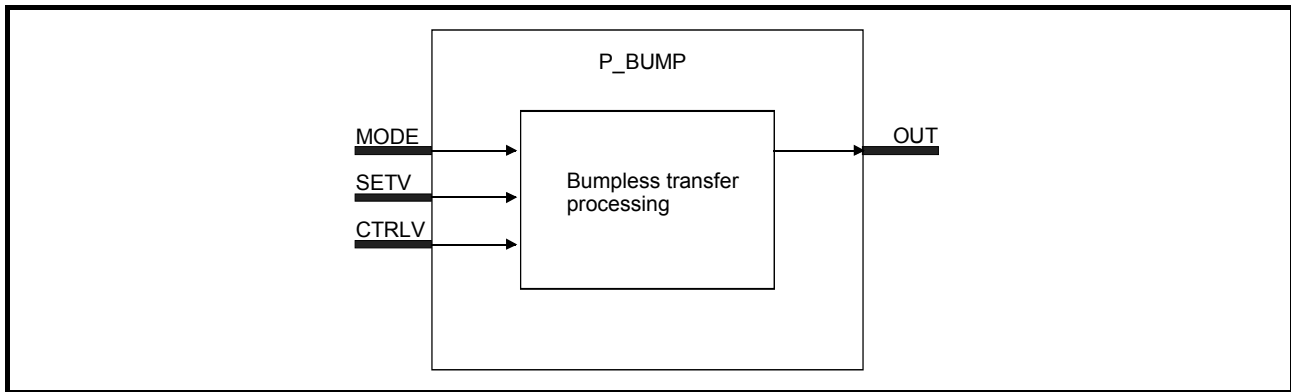 P_BUMP
MODE
OUT
SETV
Bumpless transfer
processing
CTRLV